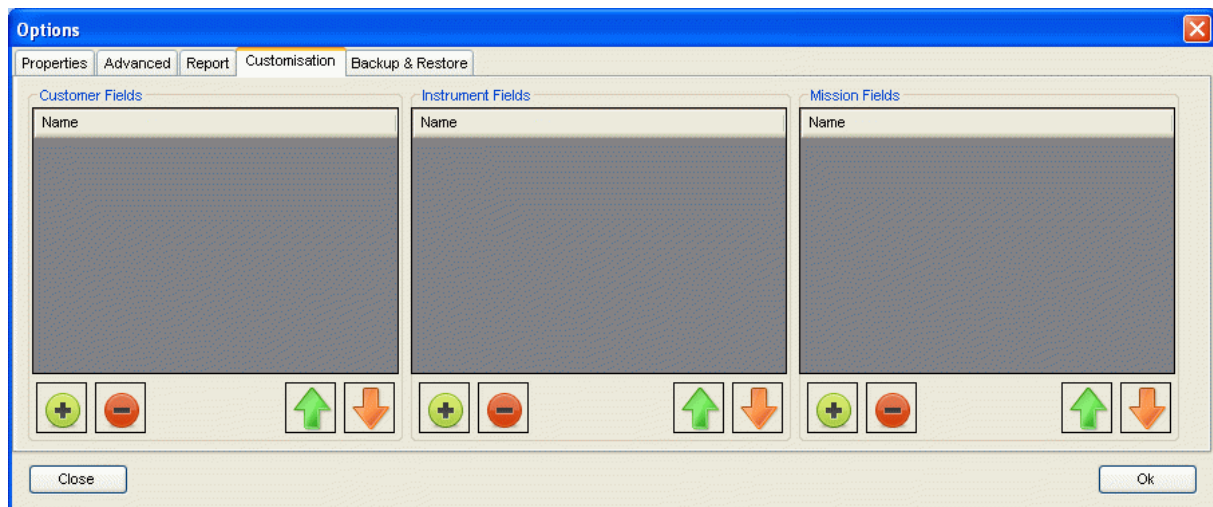 Options
Properties Advanced Report Customisation Backup & Restore
Customer Fields Instrument Fields Mission Fields
Name Name Name
Close Ok